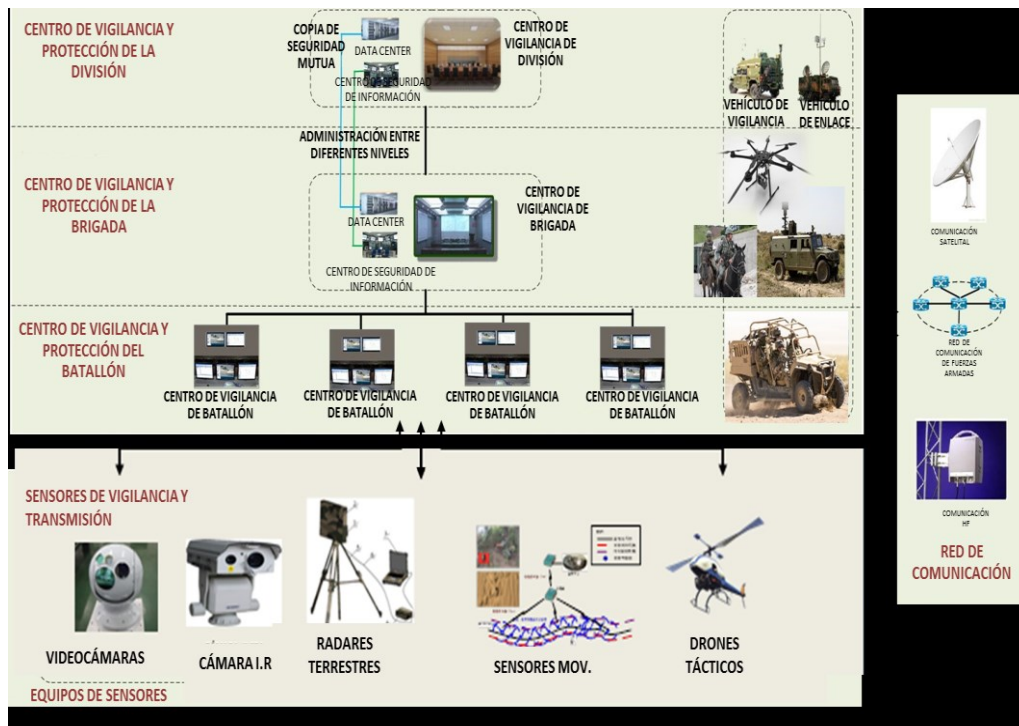 CENTRO DE VIGILANCIA Y
PROTECCIÓN DE LA
DIVISIÓN
COPIA DE
SEGURIDAD
MUTUA
DATA CENTER
CENTRO DE SEGURIDAD
DE INFORMACIÓN
CENTRO DE
VIGILANCIA DE
DIVISIÓN
VEHÍCULO DE
VIGILANCIA
VEHÍCULO
DE ENLACE
ADMINISTRACIÓN ENTRE
DIFERENTES NIVELES
CENTRO DE VIGILANCIA Y
PROTECCIÓN DE LA
BRIGADA
DATA CENTER
CENTRO DE SEGURIDAD DE
INFORMACIÓN
CENTRO DE
VIGILANCIA DE
BRIGADA
CENTRO DE VIGILANCIA Y
PROTECCIÓN DEL
BATALLÓN
CENTRO DE VIGILANCIA
DE BATALLÓN
CENTRO DE VIGILANCIA
DE BATALLÓN
CENTRO DE VIGILANCIA
DE BATALLÓN
CENTRO DE VIGILANCIA
DE BATALLÓN
SENSORES DE VIGILANCIA Y
TRANSMISIÓN
VIDEOCÁMARAS
CÁMARA I.R
RADARES
TERRESTRES
SENSORES MOV.
DRONES
TÁCTICOS
EQUIPOS DE SENSORES
COMUNICACIÓN
SATELITAL
RED DE
COMUNICACIÓN
DE FUERZAS
ARMADAS
COMUNICACIÓN
HF
RED DE
COMUNICACIÓN